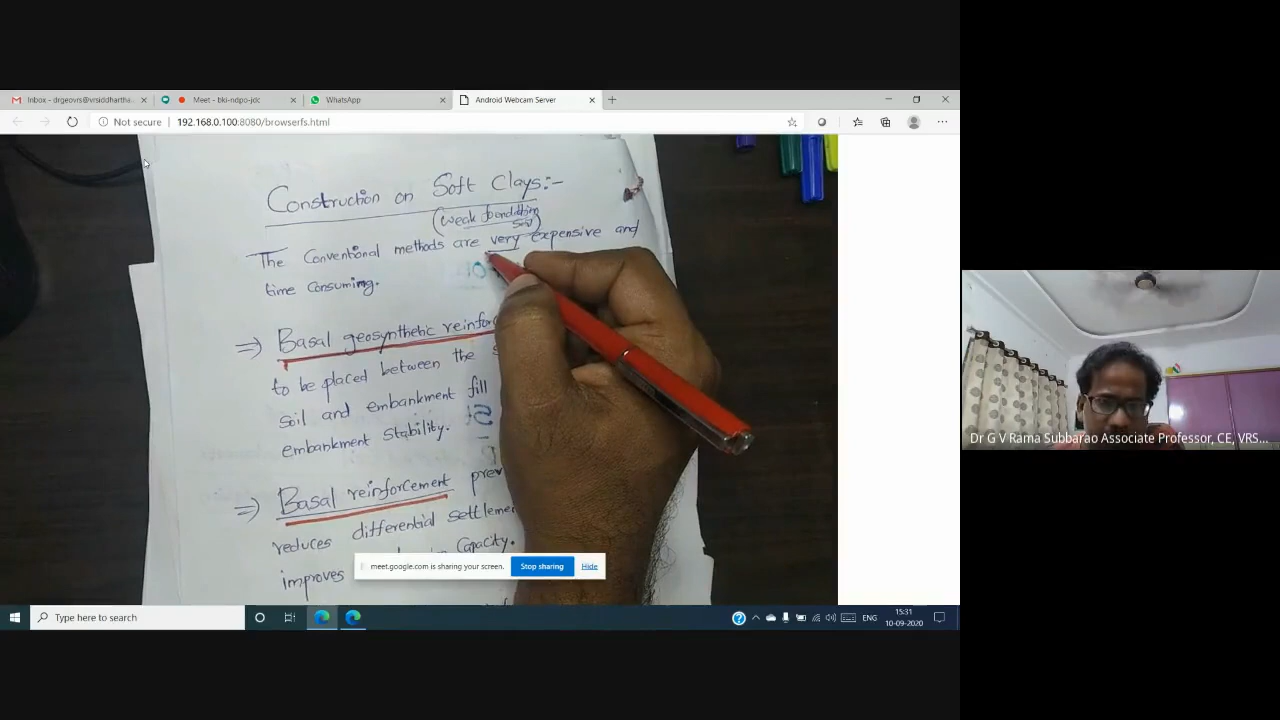 Inbox - drgeovrs@vrsiddhartha...
Meet - bki-ndpo-jdc
WhatsApp
Android Webcam Server
Not secure
192.168.0.100:8080/browserfs.html
Construction on Soft Clays:-
(weak foundation
soil)
The Conventional methods are very expensive and
time Consuming.
⇒ Basal geosynthetic reinforc
to be placed between the s
soil and embankment fill
embankment stability.
⇒ Basal reinforcement prev
reduces differential settlemen
improves Capacity.
meet.google.com is sharing your screen.
Stop sharing
Hide
Dr G V Rama Subbarao Associate Professor, CE, VRS...
Type here to search
ENG
15:31
10-09-2020